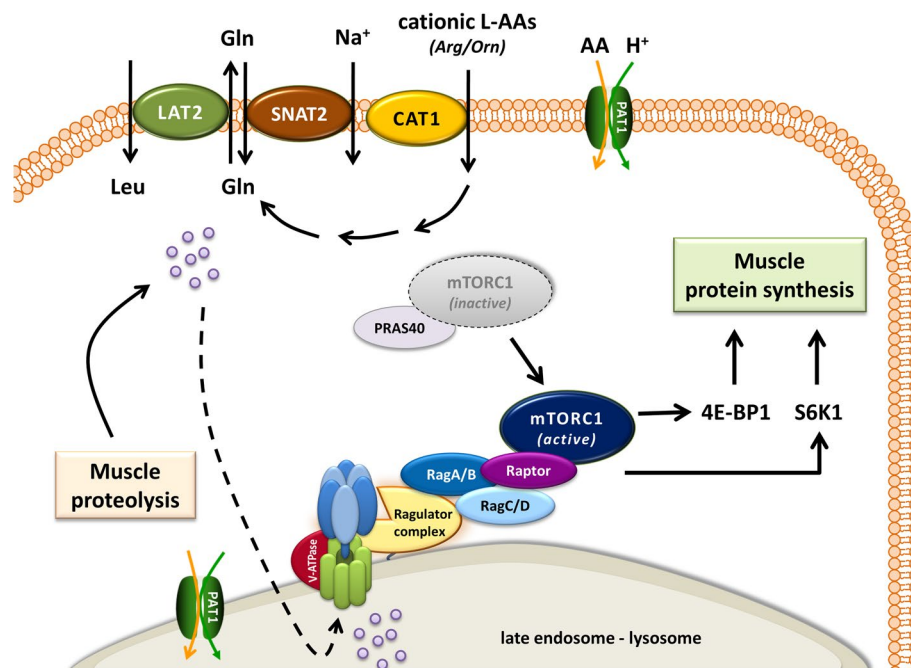 cationic L-AAs
(Arg/Orn)
Gln
Na+
AA
H+
LAT2
SNAT2
CAT1
PAT1
Leu
Gln
Muscle
protein synthesis
mTORC1
(inactive)
PRAS40
mTORC1
(active)
4E-BP1
S6K1
Muscle
proteolysis
RagA/B
Raptor
RagC/D
Ragulator
complex
V-ATPase
PAT1
late endosome - lysosome